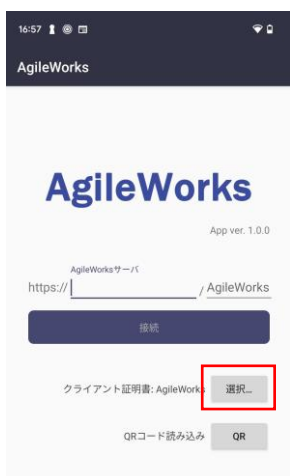 16:57
AgileWorks
AgileWorks
App ver. 1.0.0
AgileWorksサーバ
https:// / AgileWorks
接続
クライアント証明書: AgileWorks 選択...
QRコード読み込み QR